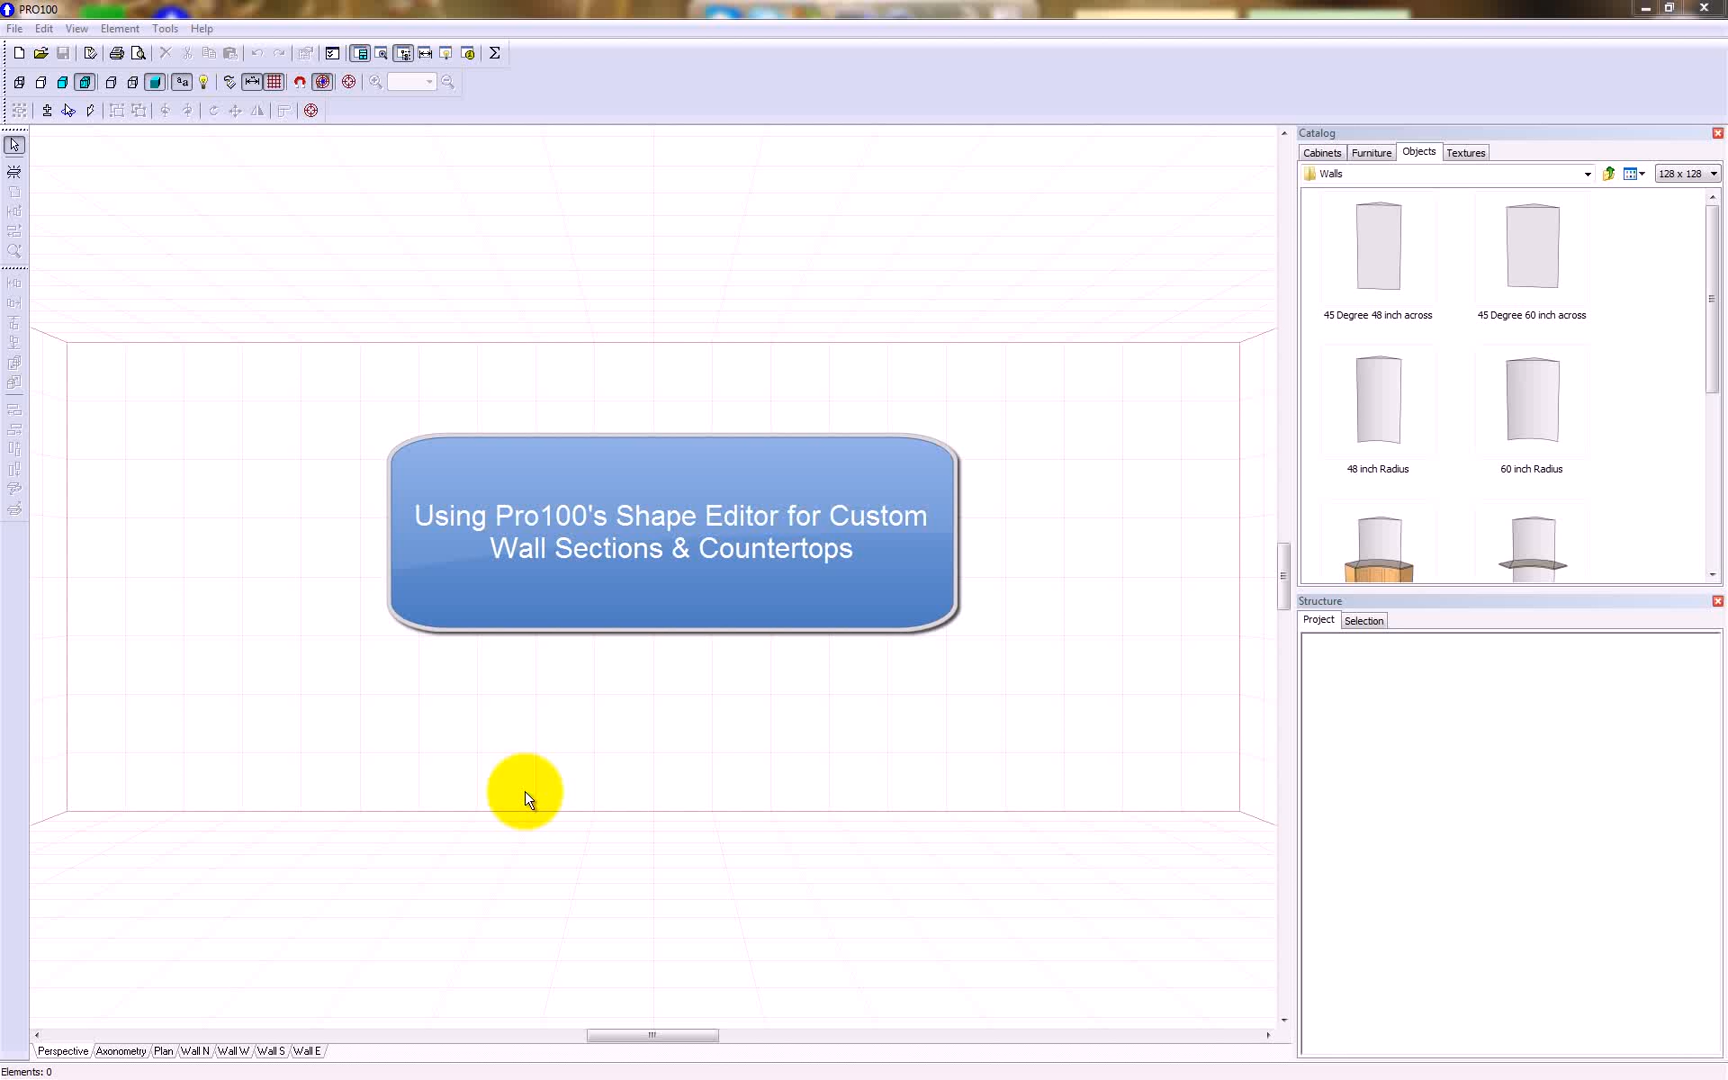 PRO100
File Edit View Element Tools Help
Catalog
Cabinets Furniture Objects Textures
Walls 128 x 128
45 Degree 48 inch across 45 Degree 60 inch across
48 inch Radius 60 inch Radius
Using Pro100's Shape Editor for Custom
Wall Sections & Countertops
Structure
Project Selection
Perspective Axonometry Plan Wall N Wall W Wall S Wall E
Elements: 0